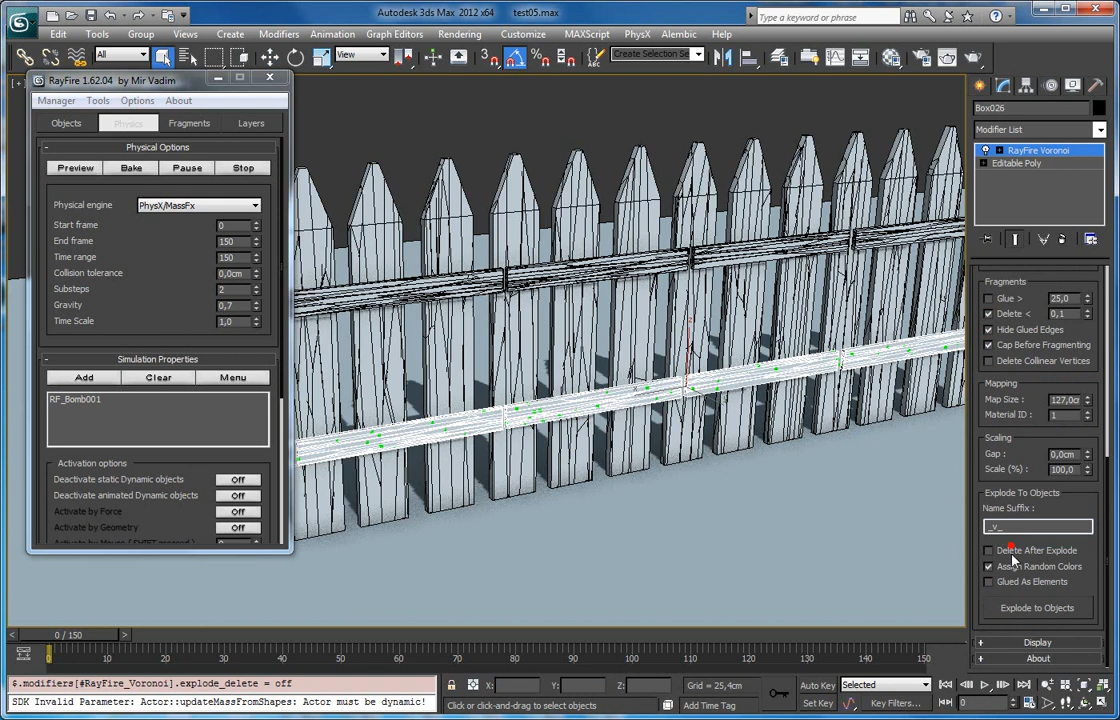 Autodesk 3ds Max 2012 x64 test05.max
Type a keyword or phrase
Edit Tools Group Views Create Modifiers Animation Graph Editors Rendering Customize MAXScript PhysX Alembic Help
All View Create Selection Se
RayFire 1.62.04 by Mir Vadim
Manager Tools Options About
Objects Physics Fragments Layers
- Physical Options
Preview Bake Pause Stop
Physical engine PhysX/MassFx
Start frame 0
End frame 150
Time range 150
Collision tolerance 0,0cm
Substeps 2
Gravity 0,7
Time Scale 1,0
- Simulation Properties
Add Clear Menu
RF_Bomb001
Activation options
Deactivate static Dynamic objects Off
Deactivate animated Dynamic objects Off
Activate by Force Off
Activate by Geometry Off
Box026
Modifier List
RayFire Voronoi
Editable Poly
Fragments
Glue > 25,0
Delete < 0,1
Hide Glued Edges
Cap Before Fragmenting
Delete Collinear Vertices
Mapping
Map Size : 127,0cr
Material ID : 1
Scaling
Gap : 0,0cm
Scale (%) : 100,0
Explode To Objects
Name Suffix :
_v_
Delete After Explode
Assign Random Colors
Glued As Elements
Explode to Objects
+ Display
+ About
< 0 / 150 >
0 10 20 30 40 50 60 70 80 90 100 110 120 130 140 150
$.modifiers[#RayFire_Voronoi].explode_delete = off
SDK Invalid Parameter: Actor::updateMassFromShapes: Actor must be dynamic!
X: Y: Z: Grid = 25,4cm
Click or click-and-drag to select objects Add Time Tag
Auto Key Selected
Set Key Key Filters...
0